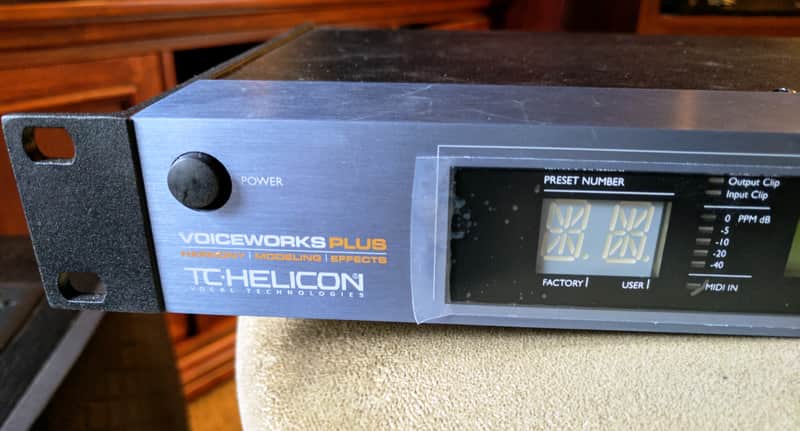 POWER
VOICEWORKS PLUS
HARMONY | MODELING | EFFECTS
TC·HELICON®
VOCAL TECHNOLOGIES
PRESET NUMBER
FACTORY
USER
Output Clip
Input Clip
0 PPM dB
-5
-10
-20
-40
MIDI IN